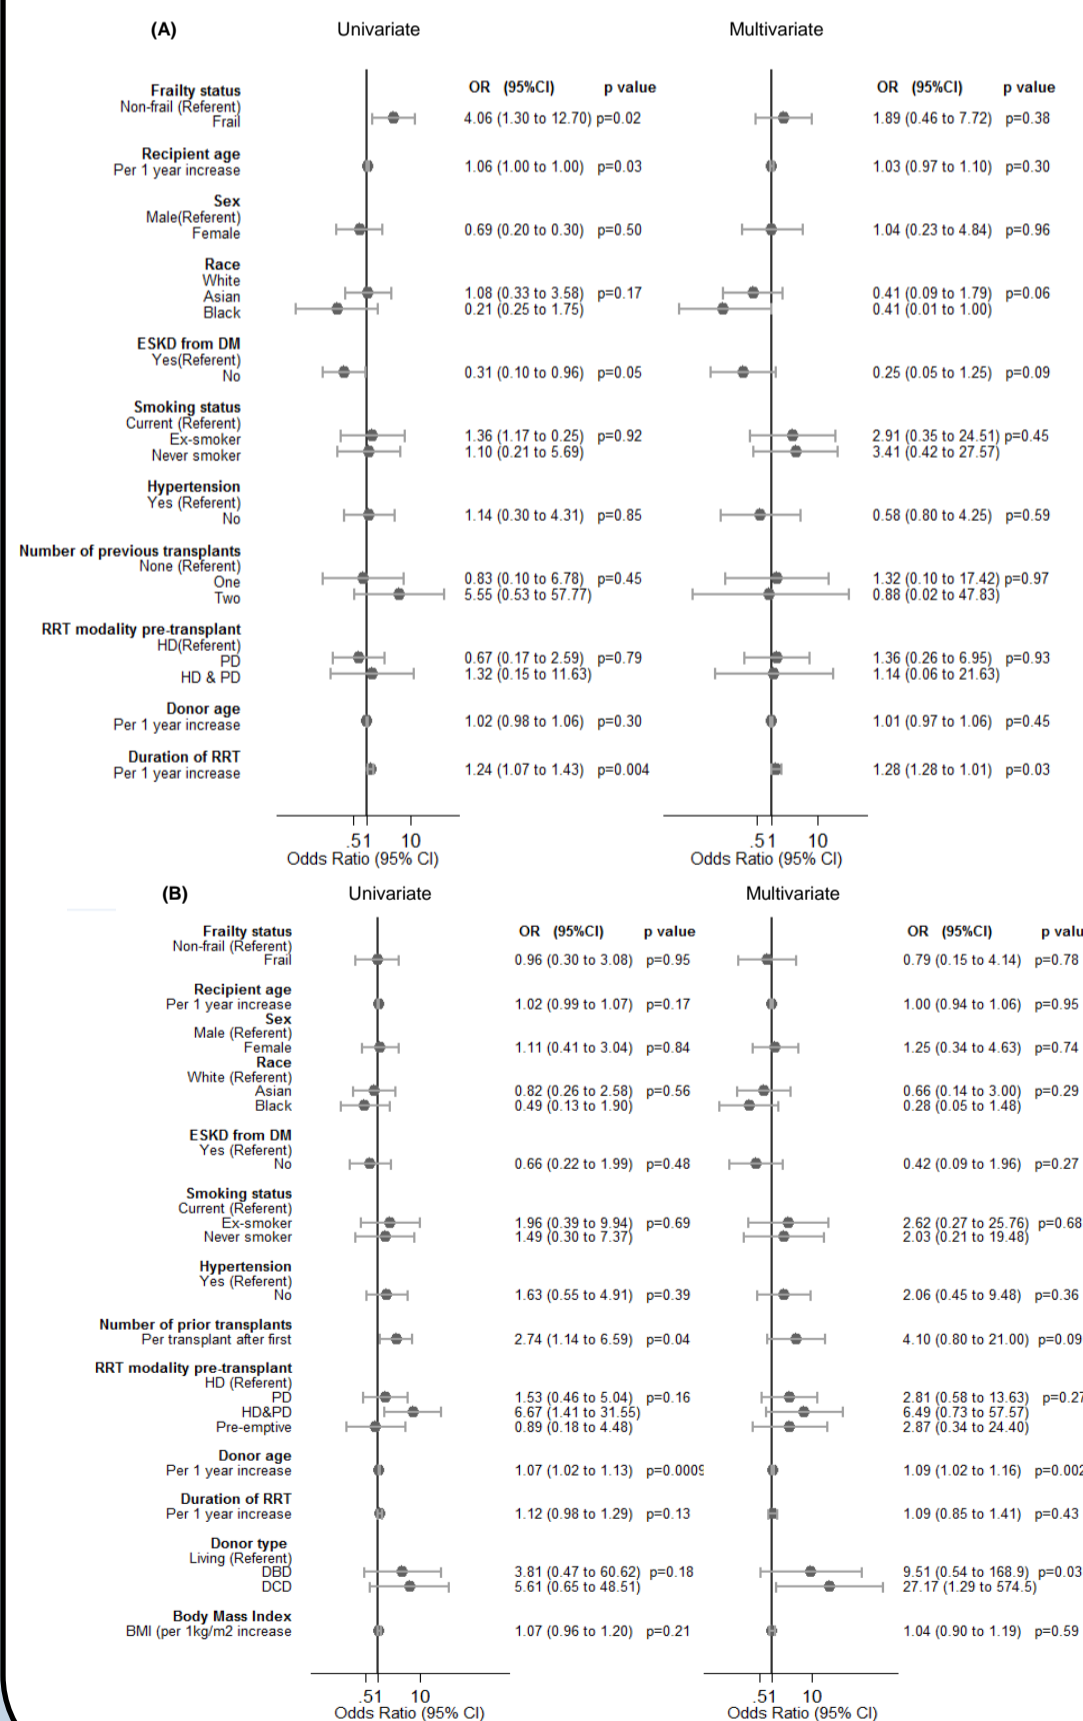 (A) Univariate Multivariate
OR (95%CI) p value OR (95%CI) p value
Frailty status
Non-frail (Referent)
Frail 4.06 (1.30 to 12.70) p=0.02 1.89 (0.46 to 7.72) p=0.38
Recipient age
Per 1 year increase 1.06 (1.00 to 1.00) p=0.03 1.03 (0.97 to 1.10) p=0.30
Sex
Male(Referent)
Female 0.69 (0.20 to 0.30) p=0.50 1.04 (0.23 to 4.84) p=0.96
Race
White
Asian 1.08 (0.33 to 3.58) p=0.17 0.41 (0.09 to 1.79) p=0.06
Black 0.21 (0.25 to 1.75) 0.41 (0.01 to 1.00)
ESKD from DM
Yes(Referent)
No 0.31 (0.10 to 0.96) p=0.05 0.25 (0.05 to 1.25) p=0.09
Smoking status
Current (Referent)
Ex-smoker 1.36 (1.17 to 0.25) p=0.92 2.91 (0.35 to 24.51) p=0.45
Never smoker 1.10 (0.21 to 5.69) 3.41 (0.42 to 27.57)
Hypertension
Yes (Referent)
No 1.14 (0.30 to 4.31) p=0.85 0.58 (0.80 to 4.25) p=0.59
Number of previous transplants
None (Referent)
One 0.83 (0.10 to 6.78) p=0.45 1.32 (0.10 to 17.42) p=0.97
Two 5.55 (0.53 to 57.77) 0.88 (0.02 to 47.83)
RRT modality pre-transplant
HD(Referent)
PD 0.67 (0.17 to 2.59) p=0.79 1.36 (0.26 to 6.95) p=0.93
HD & PD 1.32 (0.15 to 11.63) 1.14 (0.06 to 21.63)
Donor age
Per 1 year increase 1.02 (0.98 to 1.06) p=0.30 1.01 (0.97 to 1.06) p=0.45
Duration of RRT
Per 1 year increase 1.24 (1.07 to 1.43) p=0.004 1.28 (1.28 to 1.01) p=0.03
.5 1 10 .5 1 10
Odds Ratio (95% CI) Odds Ratio (95% CI)
(B) Univariate Multivariate
Frailty status OR (95%CI) p value OR (95%CI) p valu
Non-frail (Referent)
Frail 0.96 (0.30 to 3.08) p=0.95 0.79 (0.15 to 4.14) p=0.78
Recipient age
Per 1 year increase 1.02 (0.99 to 1.07) p=0.17 1.00 (0.94 to 1.06) p=0.95
Sex
Male (Referent)
Female 1.11 (0.41 to 3.04) p=0.84 1.25 (0.34 to 4.63) p=0.74
Race
White (Referent)
Asian 0.82 (0.26 to 2.58) p=0.56 0.66 (0.14 to 3.00) p=0.29
Black 0.49 (0.13 to 1.90) 0.28 (0.05 to 1.48)
ESKD from DM
Yes (Referent)
No 0.66 (0.22 to 1.99) p=0.48 0.42 (0.09 to 1.96) p=0.27
Smoking status
Current (Referent)
Ex-smoker 1.96 (0.39 to 9.94) p=0.69 2.62 (0.27 to 25.76) p=0.68
Never smoker 1.49 (0.30 to 7.37) 2.03 (0.21 to 19.48)
Hypertension
Yes (Referent)
No 1.63 (0.55 to 4.91) p=0.39 2.06 (0.45 to 9.48) p=0.36
Number of prior transplants
Per transplant after first 2.74 (1.14 to 6.59) p=0.04 4.10 (0.80 to 21.00) p=0.09
RRT modality pre-transplant
HD (Referent)
PD 1.53 (0.46 to 5.04) p=0.16 2.81 (0.58 to 13.63) p=0.27
HD&PD 6.67 (1.41 to 31.55) 6.49 (0.73 to 57.57)
Pre-emptive 0.89 (0.18 to 4.48) 2.87 (0.34 to 24.40)
Donor age
Per 1 year increase 1.07 (1.02 to 1.13) p=0.0009 1.09 (1.02 to 1.16) p=0.002
Duration of RRT
Per 1 year increase 1.12 (0.98 to 1.29) p=0.13 1.09 (0.85 to 1.41) p=0.43
Donor type
Living (Referent)
DBD 3.81 (0.47 to 60.62) p=0.18 9.51 (0.54 to 168.9) p=0.03
DCD 5.61 (0.65 to 48.51) 27.17 (1.29 to 574.5)
Body Mass Index
BMI (per 1kg/m2 increase 1.07 (0.96 to 1.20) p=0.21 1.04 (0.90 to 1.19) p=0.59
.5 1 10 .5 1 10
Odds Ratio (95% CI) Odds Ratio (95% CI)